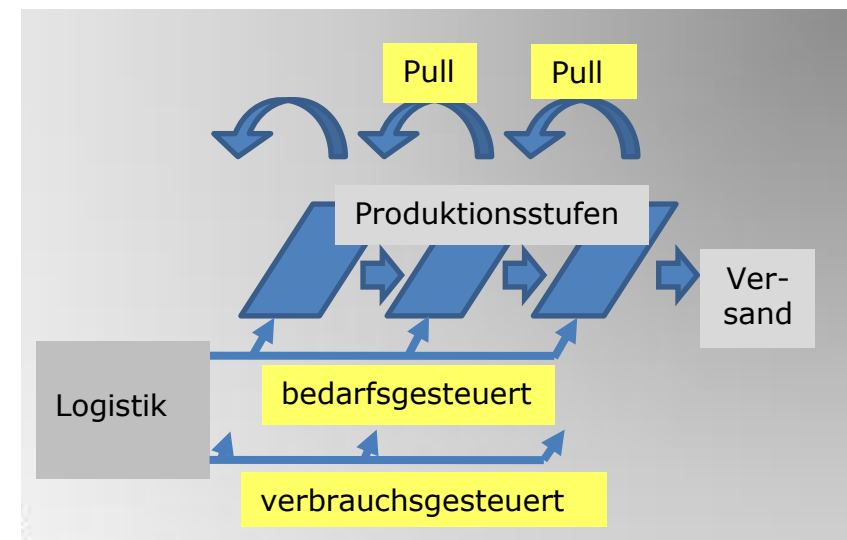 Pull
Pull
Produktionsstufen
Ver-
sand
Logistik
bedarfsgesteuert
verbrauchsgesteuert